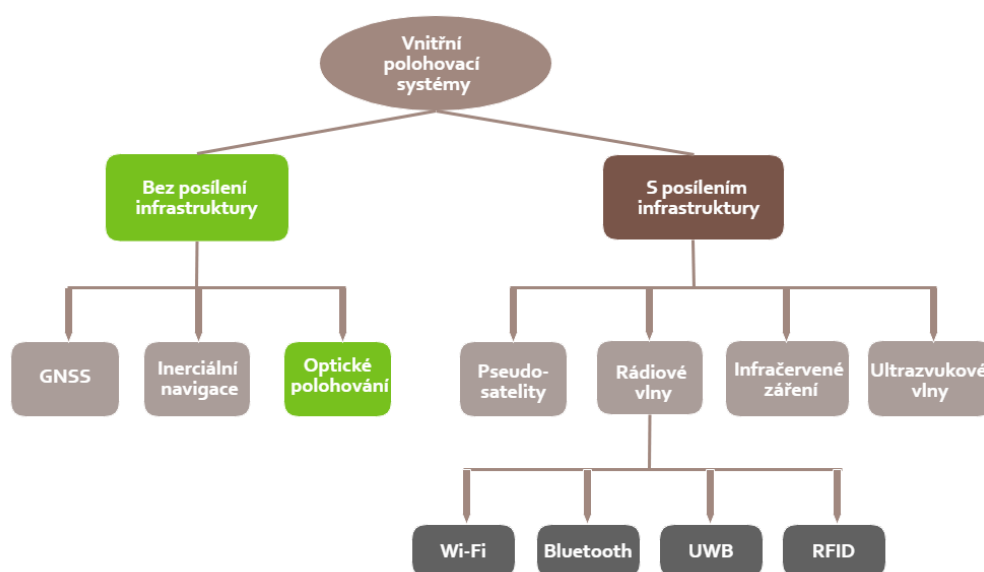 Vnitřní
polohovací
systémy
Bez posílení
infrastruktury
S posílením
infrastruktury
GNSS
Inerciální
navigace
Optické
polohování
Pseudo-
satelity
Rádiové
vlny
Infračervené
záření
Ultrazvukové
vlny
Wi-Fi
Bluetooth
UWB
RFID